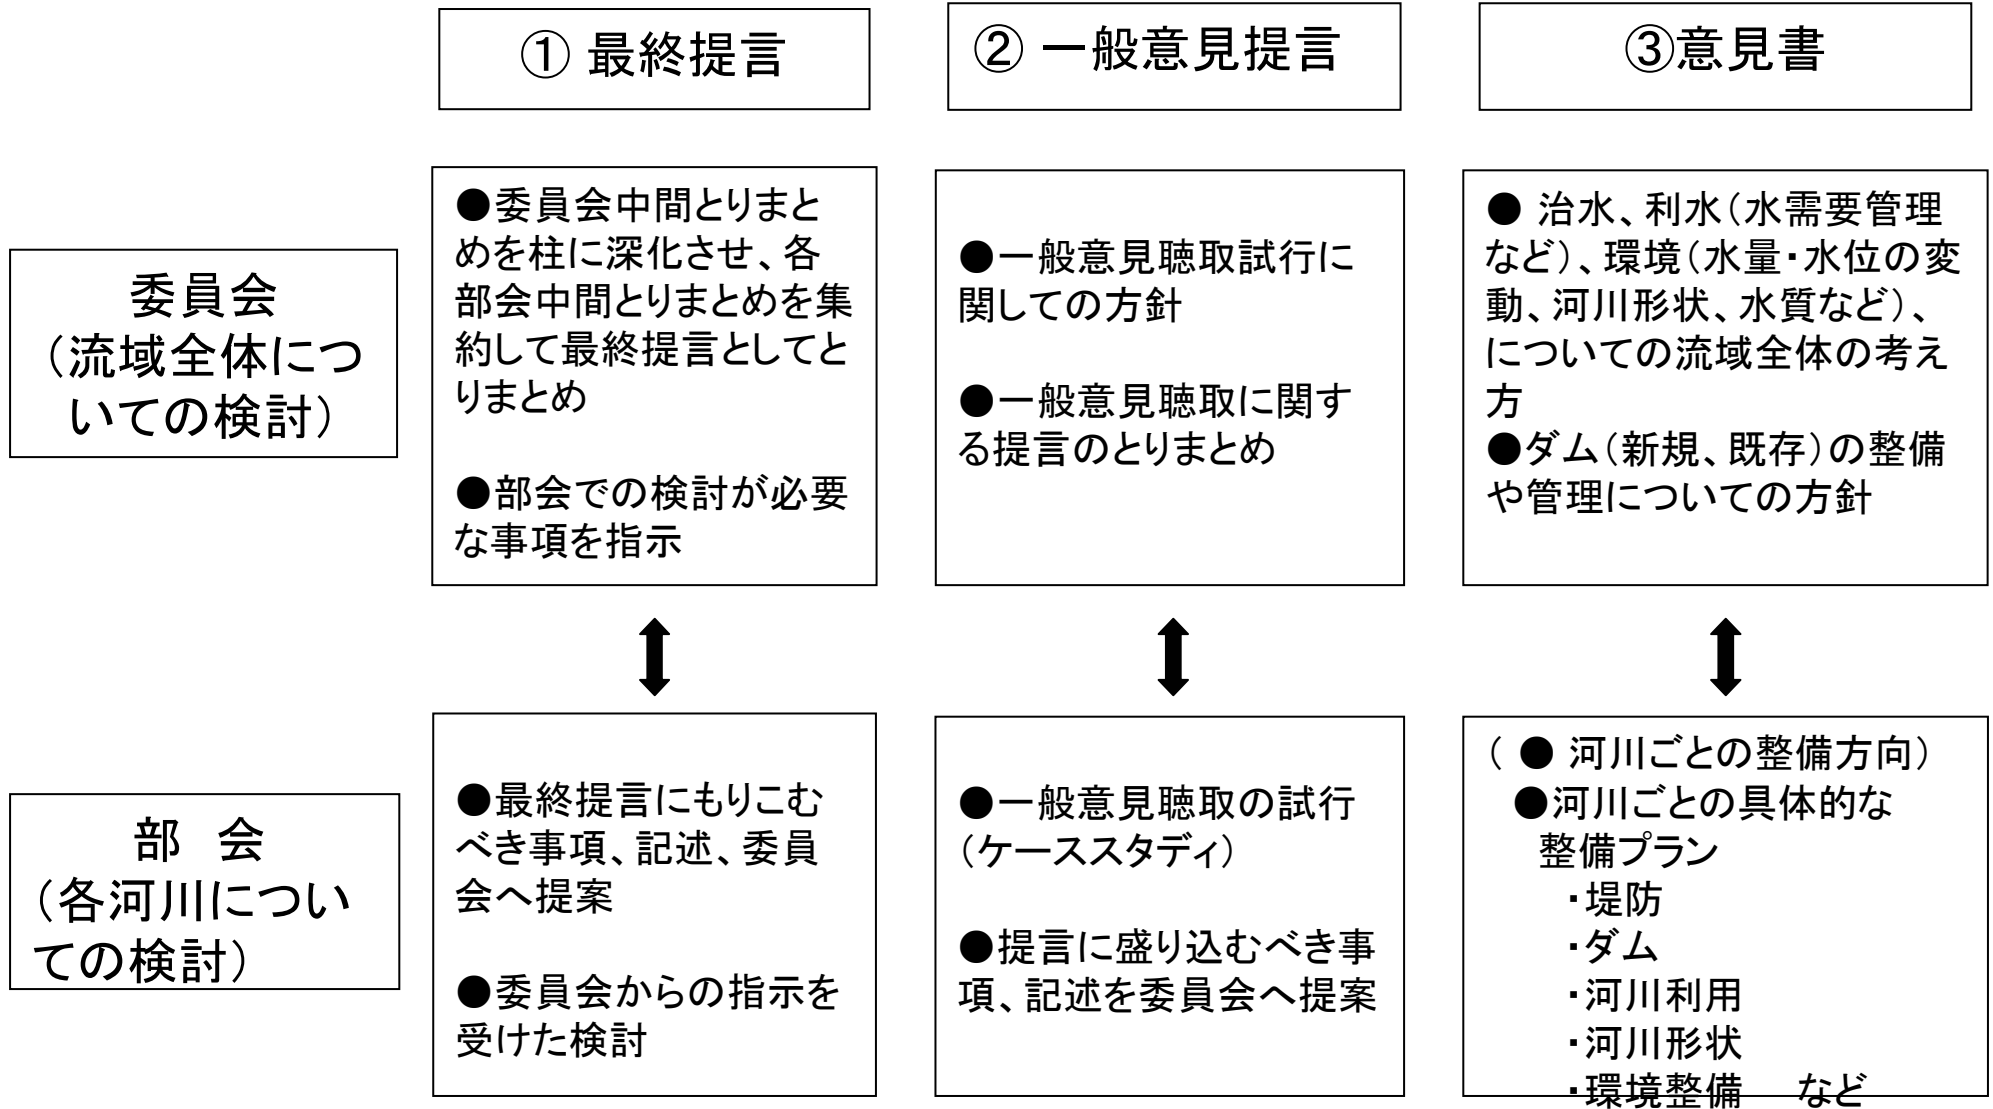 ① 最終提言
② 一般意見提言
③意見書
委員会
（流域全体につ
いての検討）
●委員会中間とりまと
めを柱に深化させ、各
部会中間とりまとめを集
約して最終提言としてと
りまとめ
●部会での検討が必要
な事項を指示
●一般意見聴取試行に
関しての方針
●一般意見聴取に関す
る提言のとりまとめ
● 治水、利水（水需要管理
など）、環境（水量・水位の変
動、河川形状、水質など）、
についての流域全体の考え
方
●ダム（新規、既存）の整備
や管理についての方針
部　会
（各河川につい
ての検討）
●最終提言にもりこむ
べき事項、記述、委員
会へ提案
●委員会からの指示を
受けた検討
●一般意見聴取の試行
（ケーススタディ）
●提言に盛り込むべき事
項、記述を委員会へ提案
（ ● 河川ごとの整備方向）
●河川ごとの具体的な
整備プラン
・堤防
・ダム
・河川利用
・河川形状
・環境整備　など